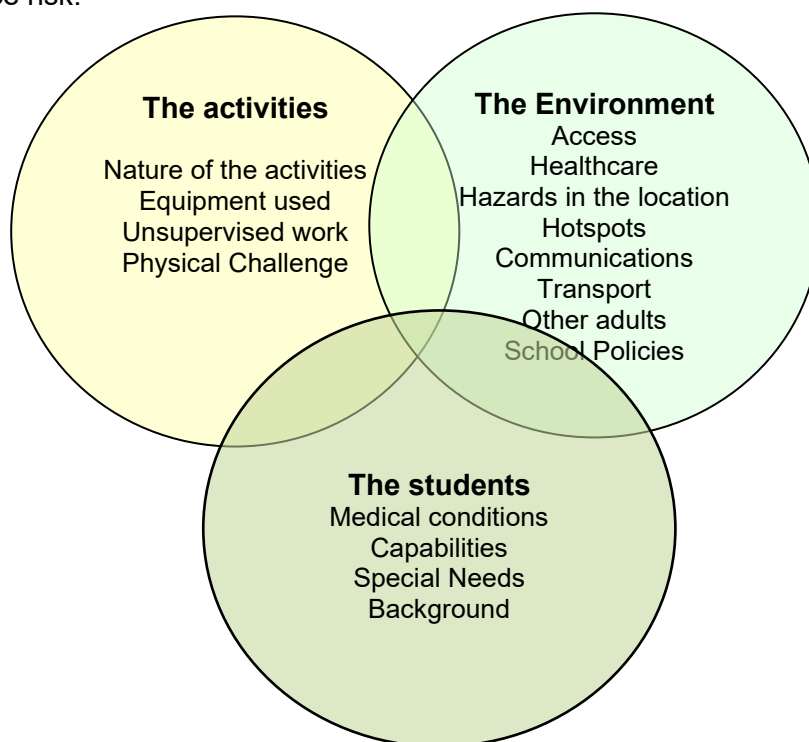 risk.
The activities
Nature of the activities
Equipment used
Unsupervised work
Physical Challenge
The Environment
Access
Healthcare
Hazards in the location
Hotspots
Communications
Transport
Other adults
School Policies
The students
Medical conditions
Capabilities
Special Needs
Background